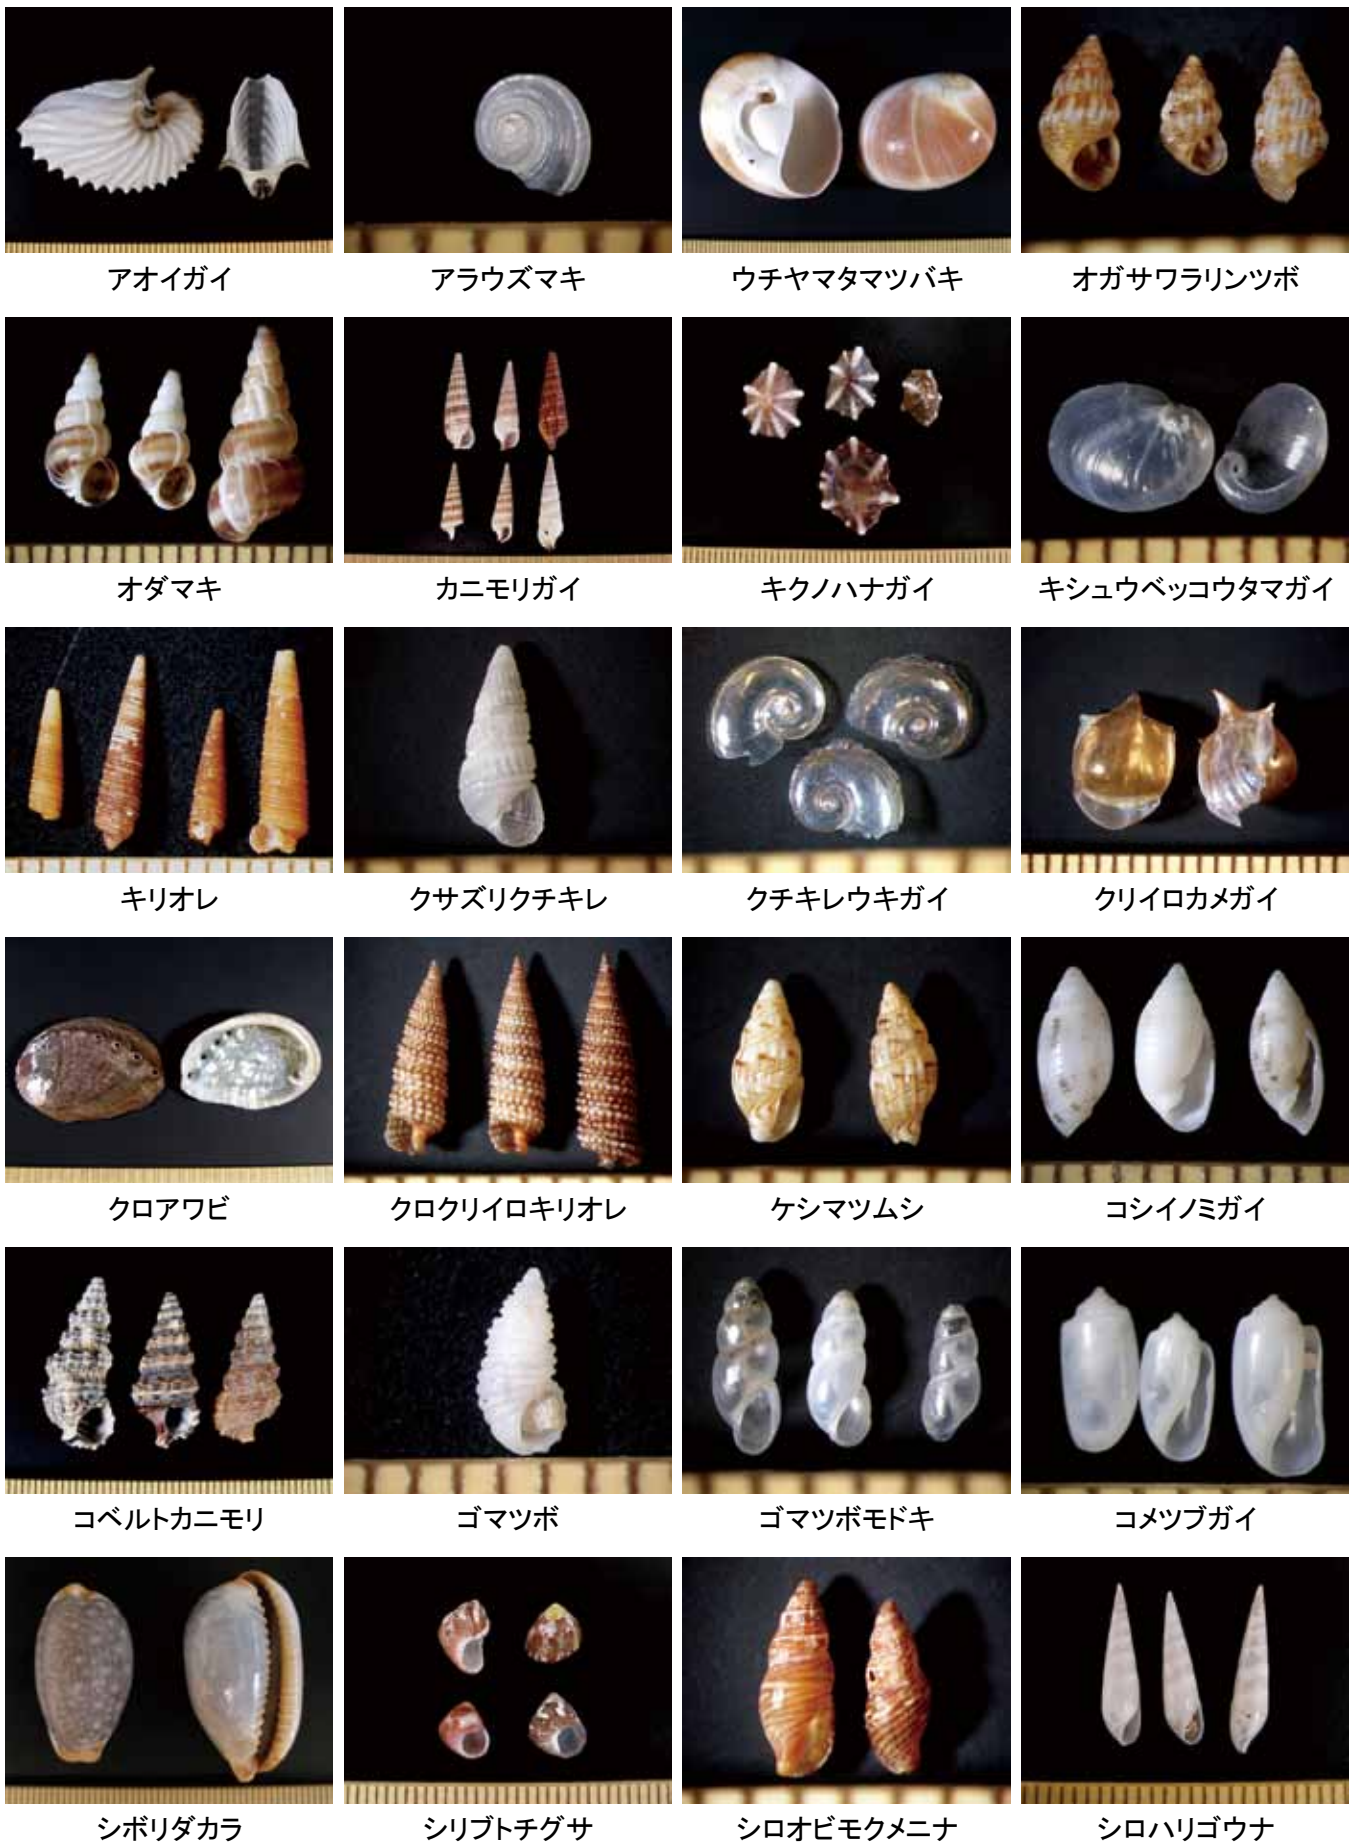 アオイガイ
アラウズマキ
ウチヤマタマツバキ
オガサワラリンツボ
オダマキ
カニモリガイ
キクノハナガイ
キシュウベッコウタマガイ
キリオレ
クサズリクチキレ
クチキレウキガイ
クリイロカメガイ
クロアワビ
クロクリイロキリオレ
ケシマツムシ
コシイノミガイ
コベルトカニモリ
ゴマツボ
ゴマツボモドキ
コメツブガイ
シボリダカラ
シリブトチグサ
シロオビモクメニナ
シロハリゴウナ